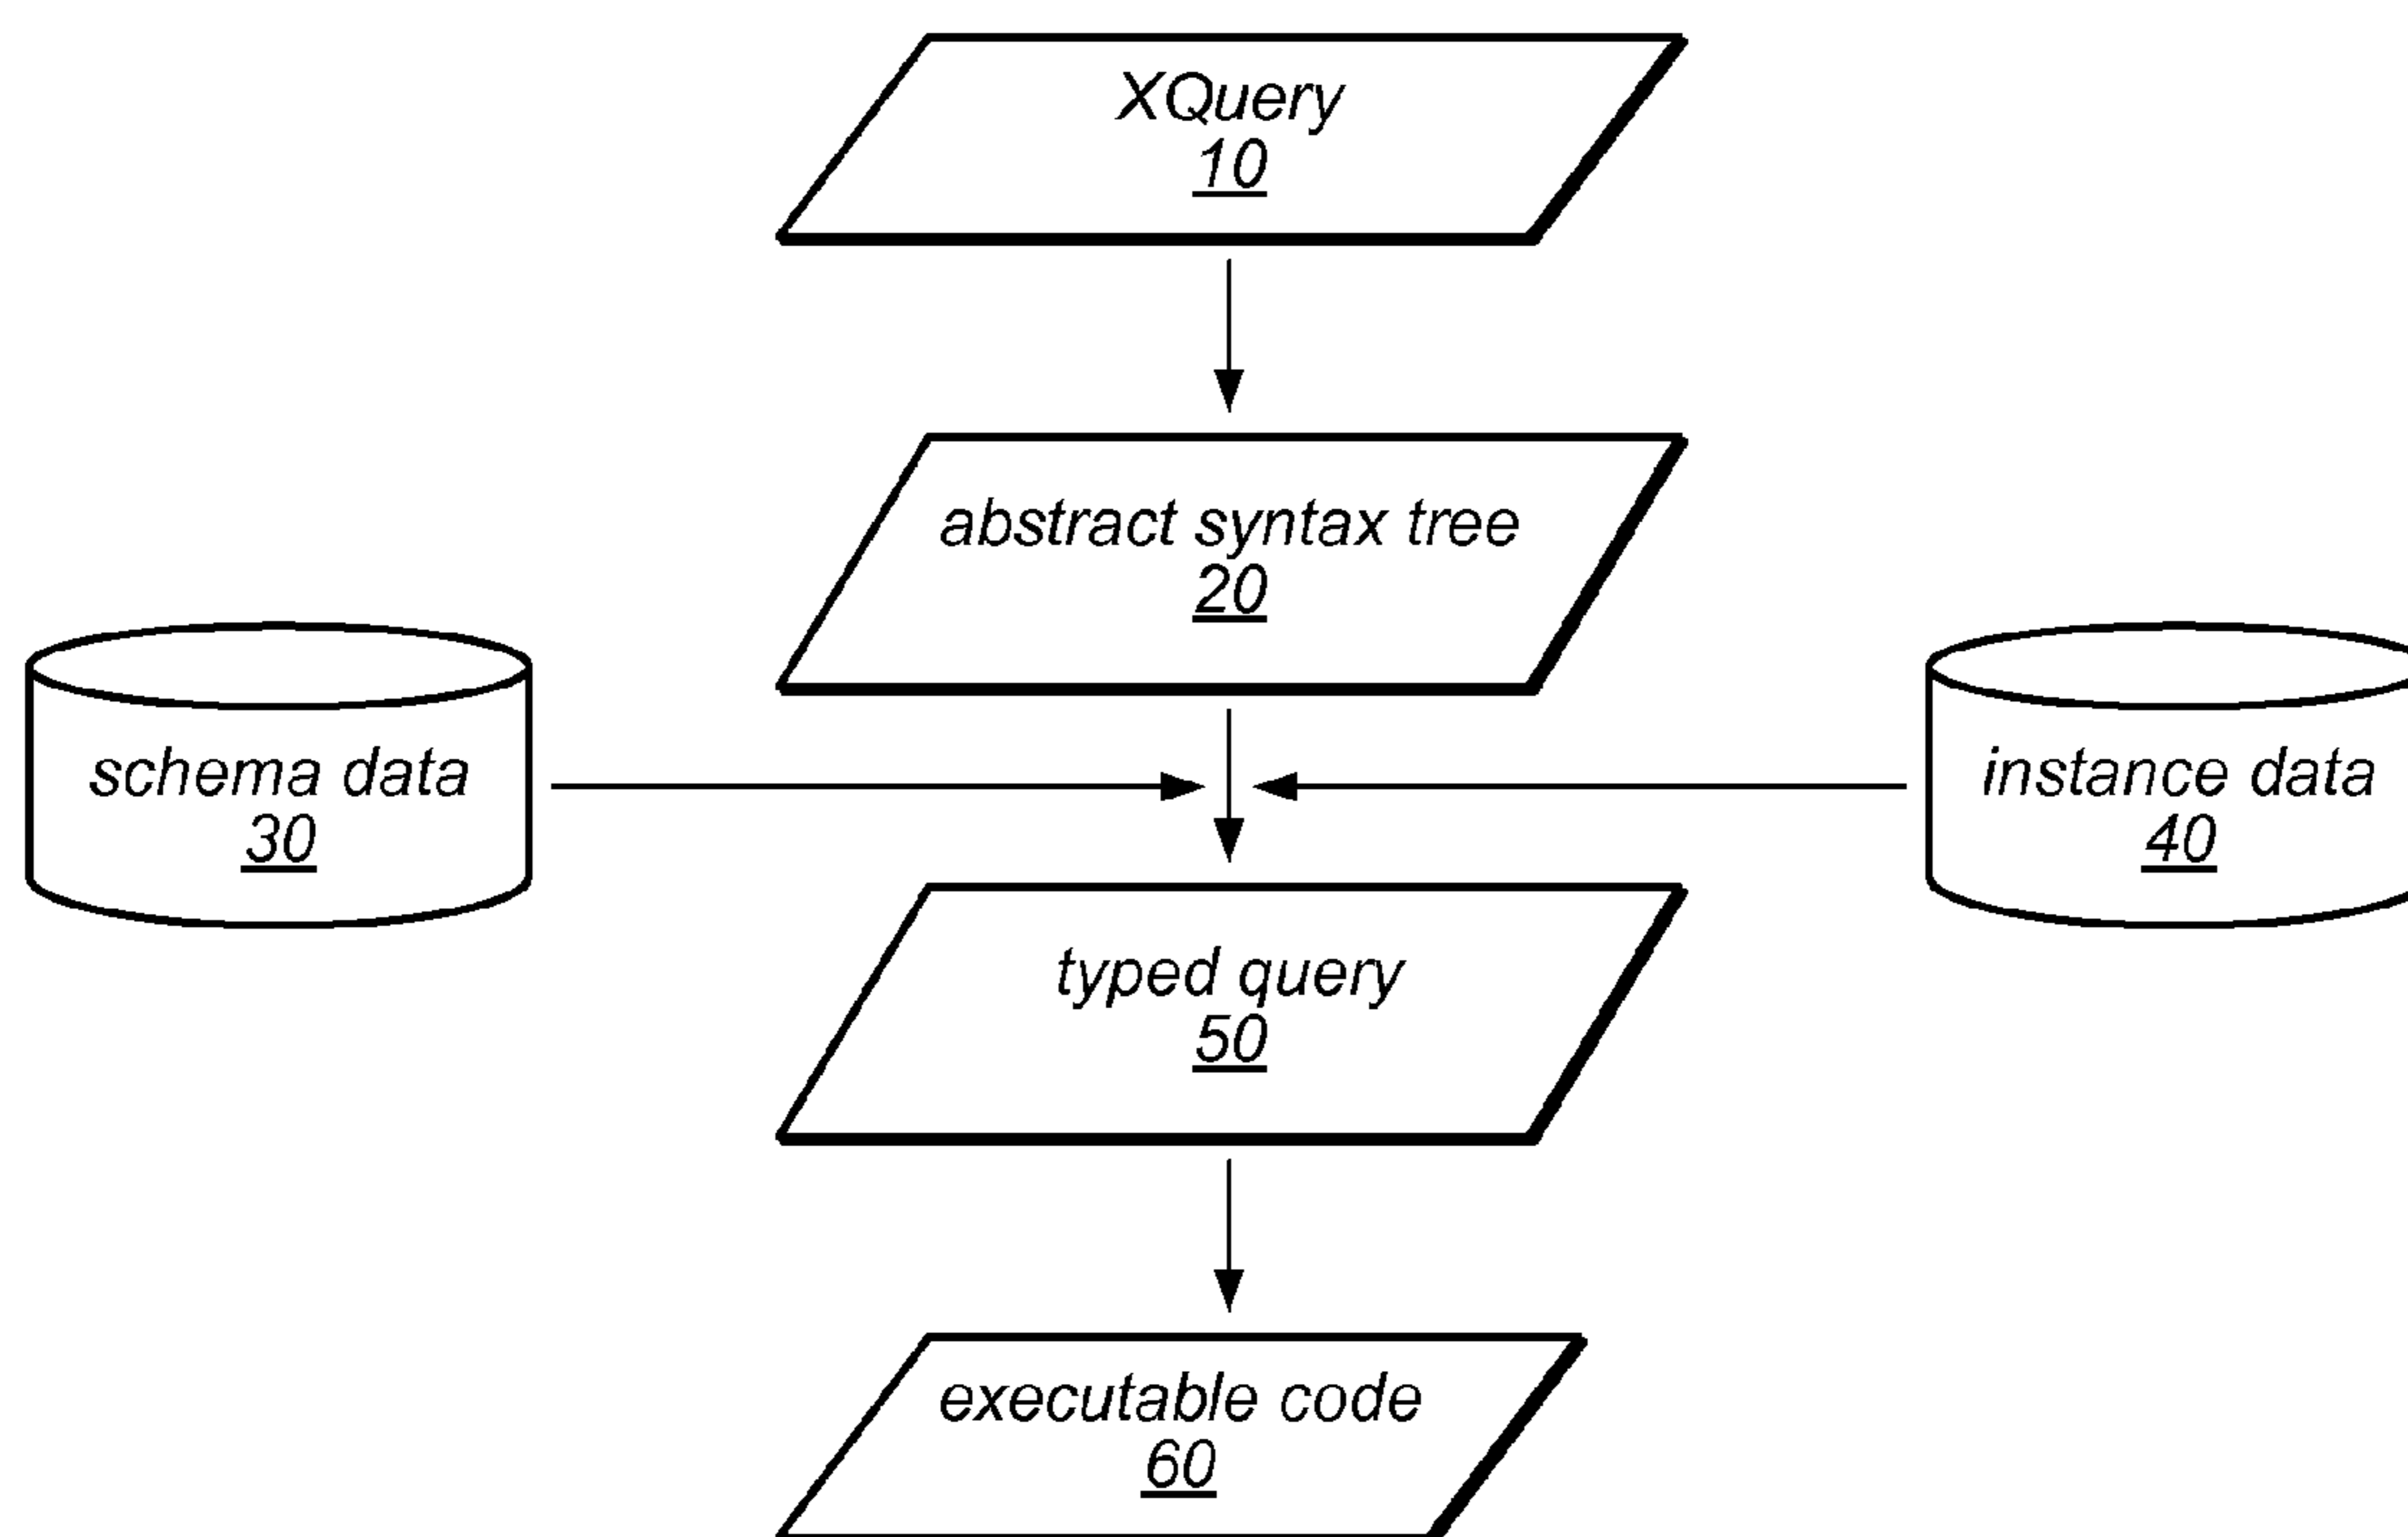 XQuery
10
abstract syntax tree
20
schema data
30
instance data
40
typed query
50
executable code
60